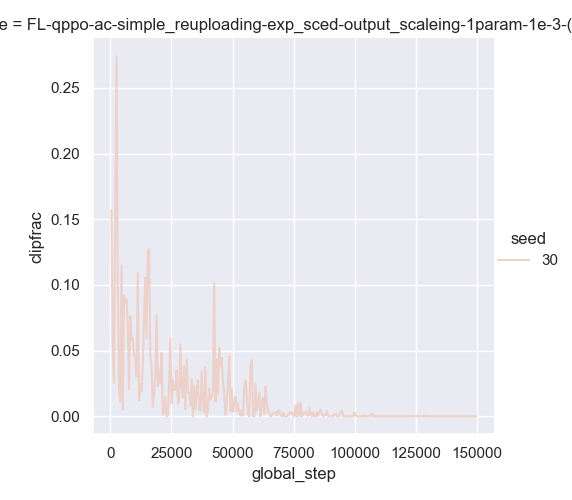 e = FL-qppo-ac-simple_reuploading-exp_sced-output_scaleing-1param-1e-3-(
0.25
0.20
0.15
0.10
0.05
0.00
clipfrac
0 25000 50000 75000 100000 125000 150000
global_step
seed
30